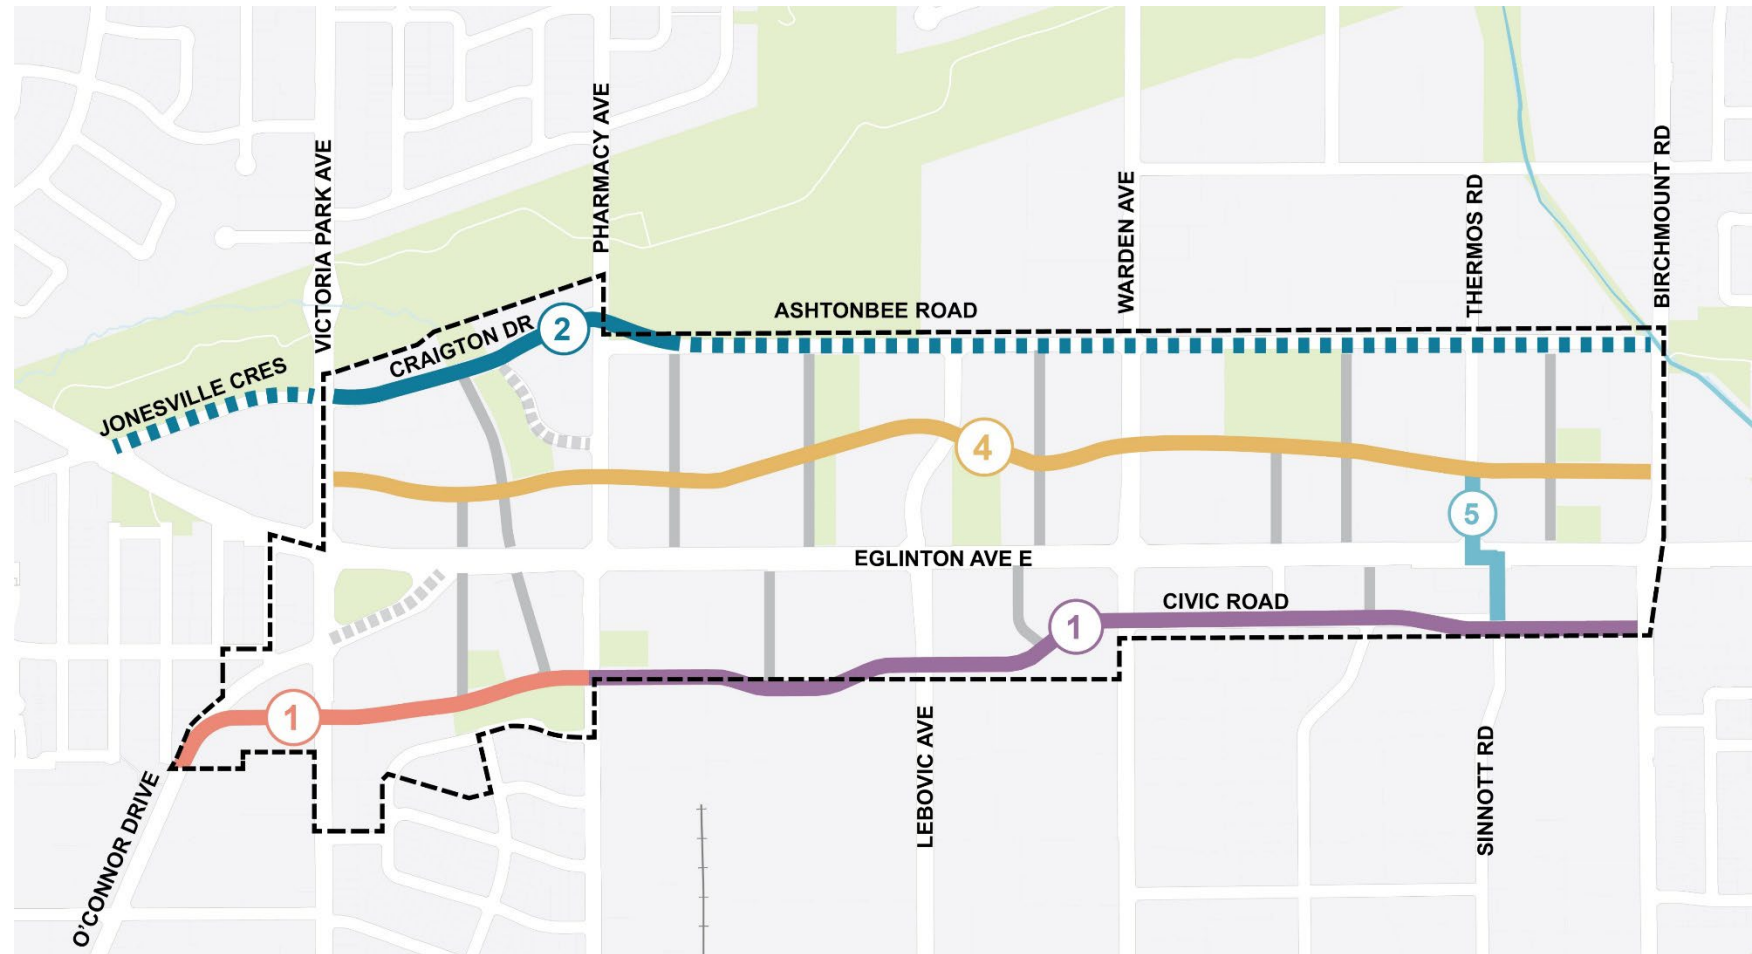 VICTORIA PARK AVE
PHARMACY AVE
WARDEN AVE
THERMOS RD
BIRCHMOUNT RD
ASHTONBEE ROAD
2
CRAIGTON DR
JONESVILLE CRES
4
5
EGLINTON AVE E
CIVIC ROAD
1
1
LEBOVIC AVE
SINNOTT RD
O'CONNOR DRIVE